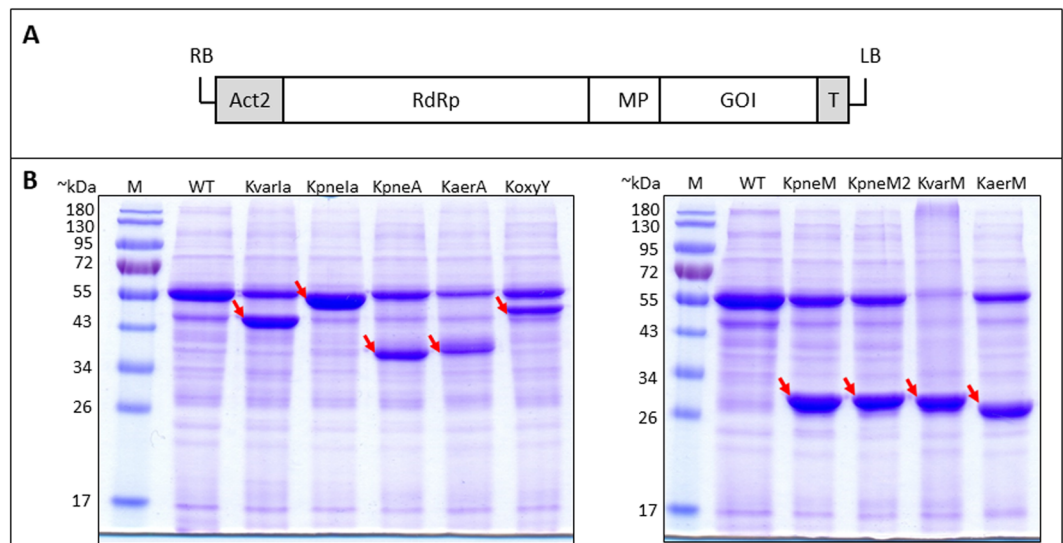 A
RB
LB
Act2 RdRp MP GOI T
B
~kDa M WT KvarIa KpneIa KpneA KaerA KoxyY
180
130
95
72
55
43
34
26
17
~kDa M WT KpneM KpneM2 KvarM KaerM
180
130
95
72
55
43
34
26
17